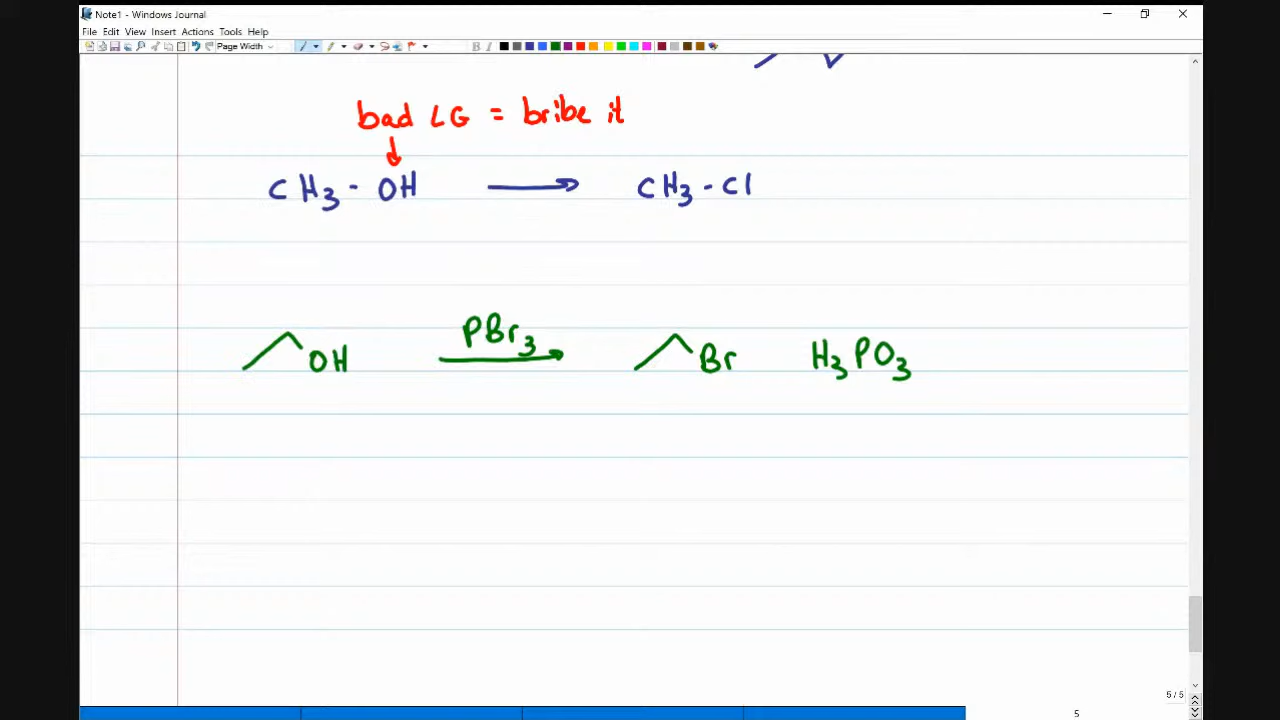 Note1 - Windows Journal
File Edit View Insert Actions Tools Help
Page Width
B I
bad LG = bribe it
CH3 - OH CH3 - Cl
PBr3
OH Br H3PO3
5 / 5
5